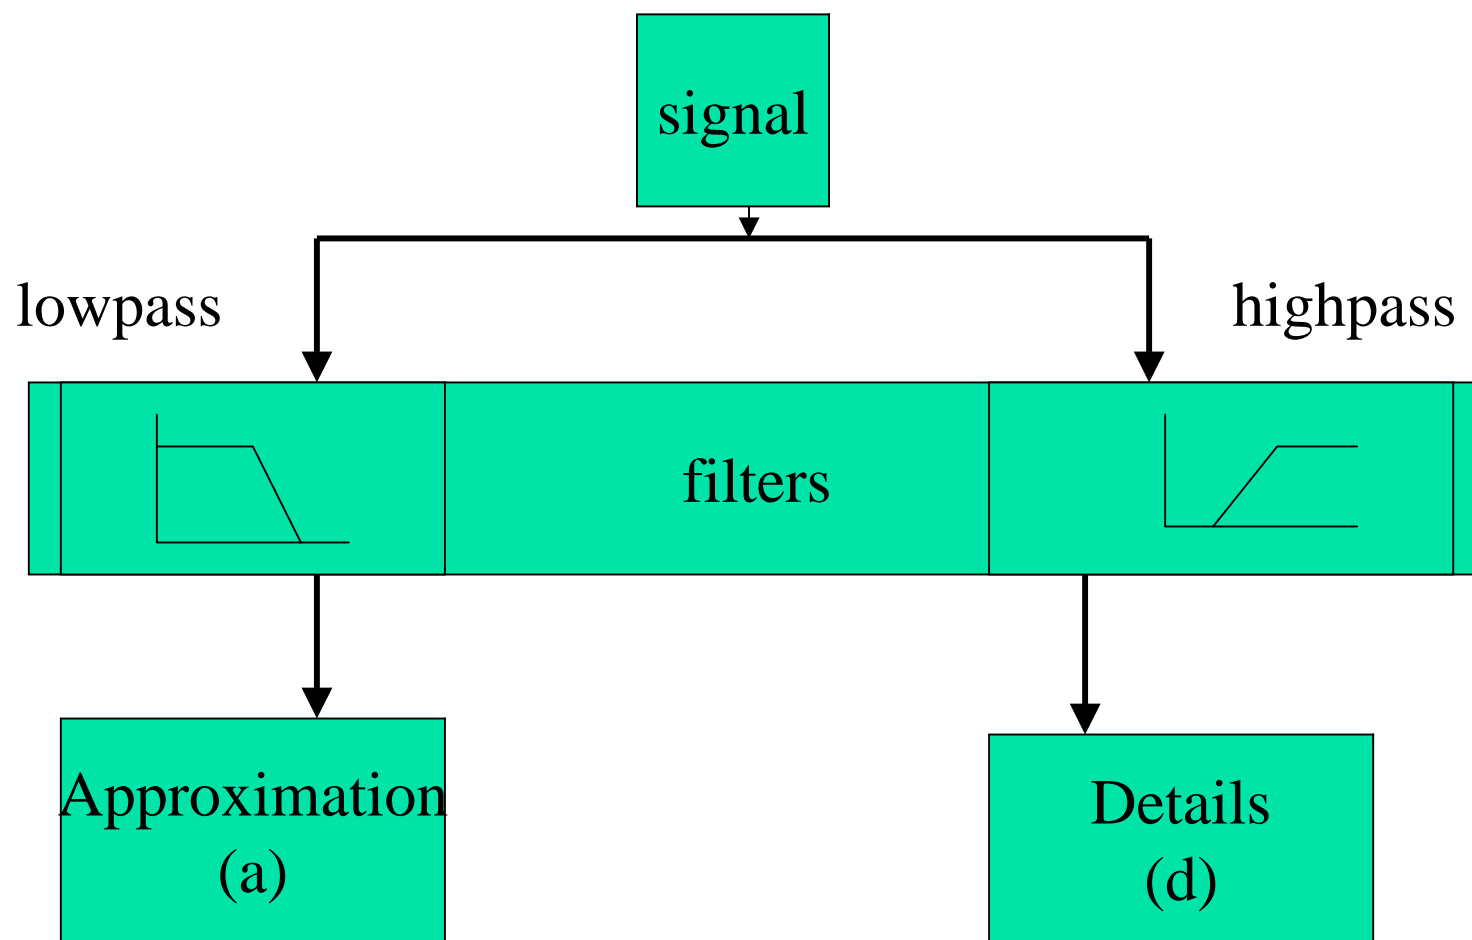 signal
lowpass
highpass
filters
Approximation
(a)
Details
(d)